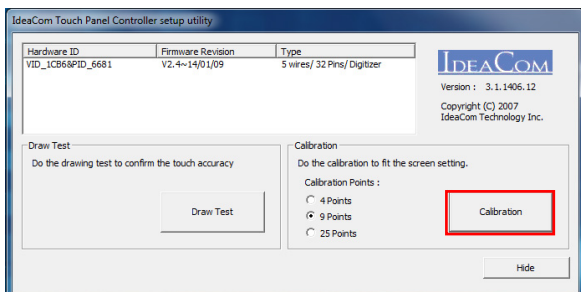 IdeaCom Touch Panel Controller setup utility
Hardware ID Firmware Revision Type
VID_1CB6&PID_6681 V2.4~14/01/09 5 wires/ 32 Pins/ Digitizer
IDEACOM
Version : 3.1.1406.12
Copyright (C) 2007
IdeaCom Technology Inc.
Draw Test
Do the drawing test to confirm the touch accuracy
Draw Test
Calibration
Do the calibration to fit the screen setting.
Calibration Points :
4 Points
9 Points
25 Points
Calibration
Hide